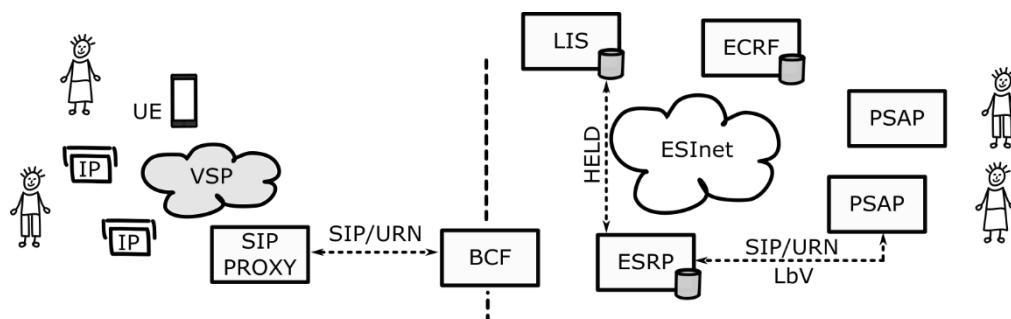 LIS
ECRF
UE
HELD
ESInet
PSAP
IP
VSP
PSAP
IP
SIP
PROXY
SIP/URN
BCF
ESRP
SIP/URN
LbV